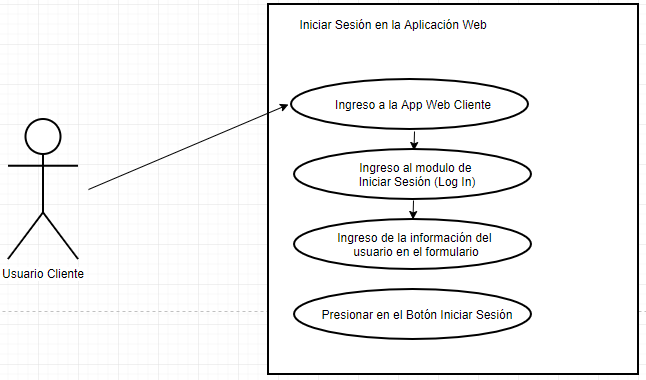 Iniciar Sesión en la Aplicación Web
Ingreso a la App Web Cliente
Ingreso al modulo de
Iniciar Sesión (Log In)
Ingreso de la información del
usuario en el formulario
Usuario Cliente
Presionar en el Botón Iniciar Sesión